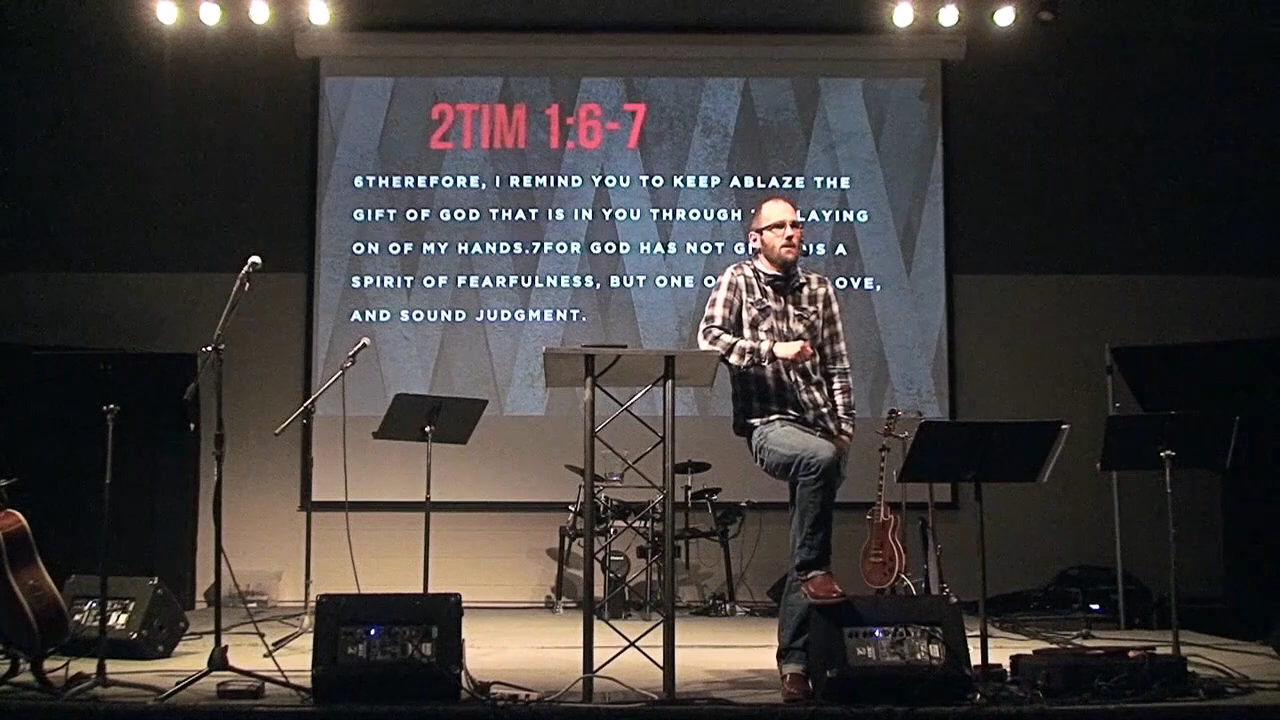 2TIM 1:6-7
6THEREFORE, I REMIND YOU TO KEEP ABLAZE THE
GIFT OF GOD THAT IS IN YOU THROUGH LAYING
ON OF MY HANDS.7FOR GOD HAS NOT A
SPIRIT OF FEARFULNESS, BUT ONE
AND SOUND JUDGMENT.